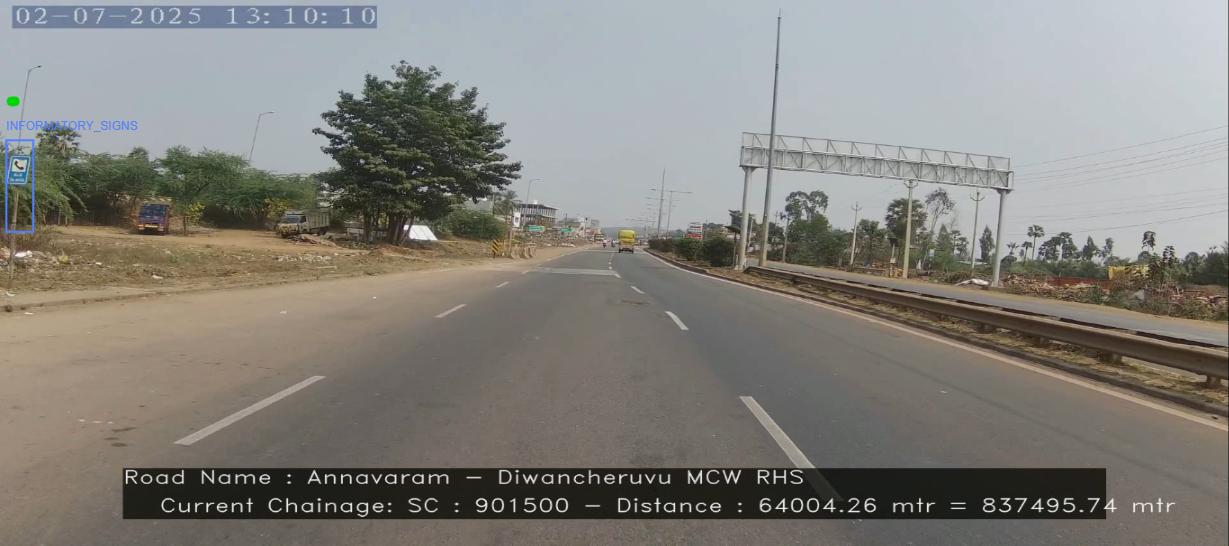 02-07-2025 13:10:10
INFORMATORY_SIGNS
Road Name : Annavaram - Diwancheruvu MCW RHS
Current Chainage: SC : 901500 - Distance : 64004.26 mtr = 837495.74 mtr